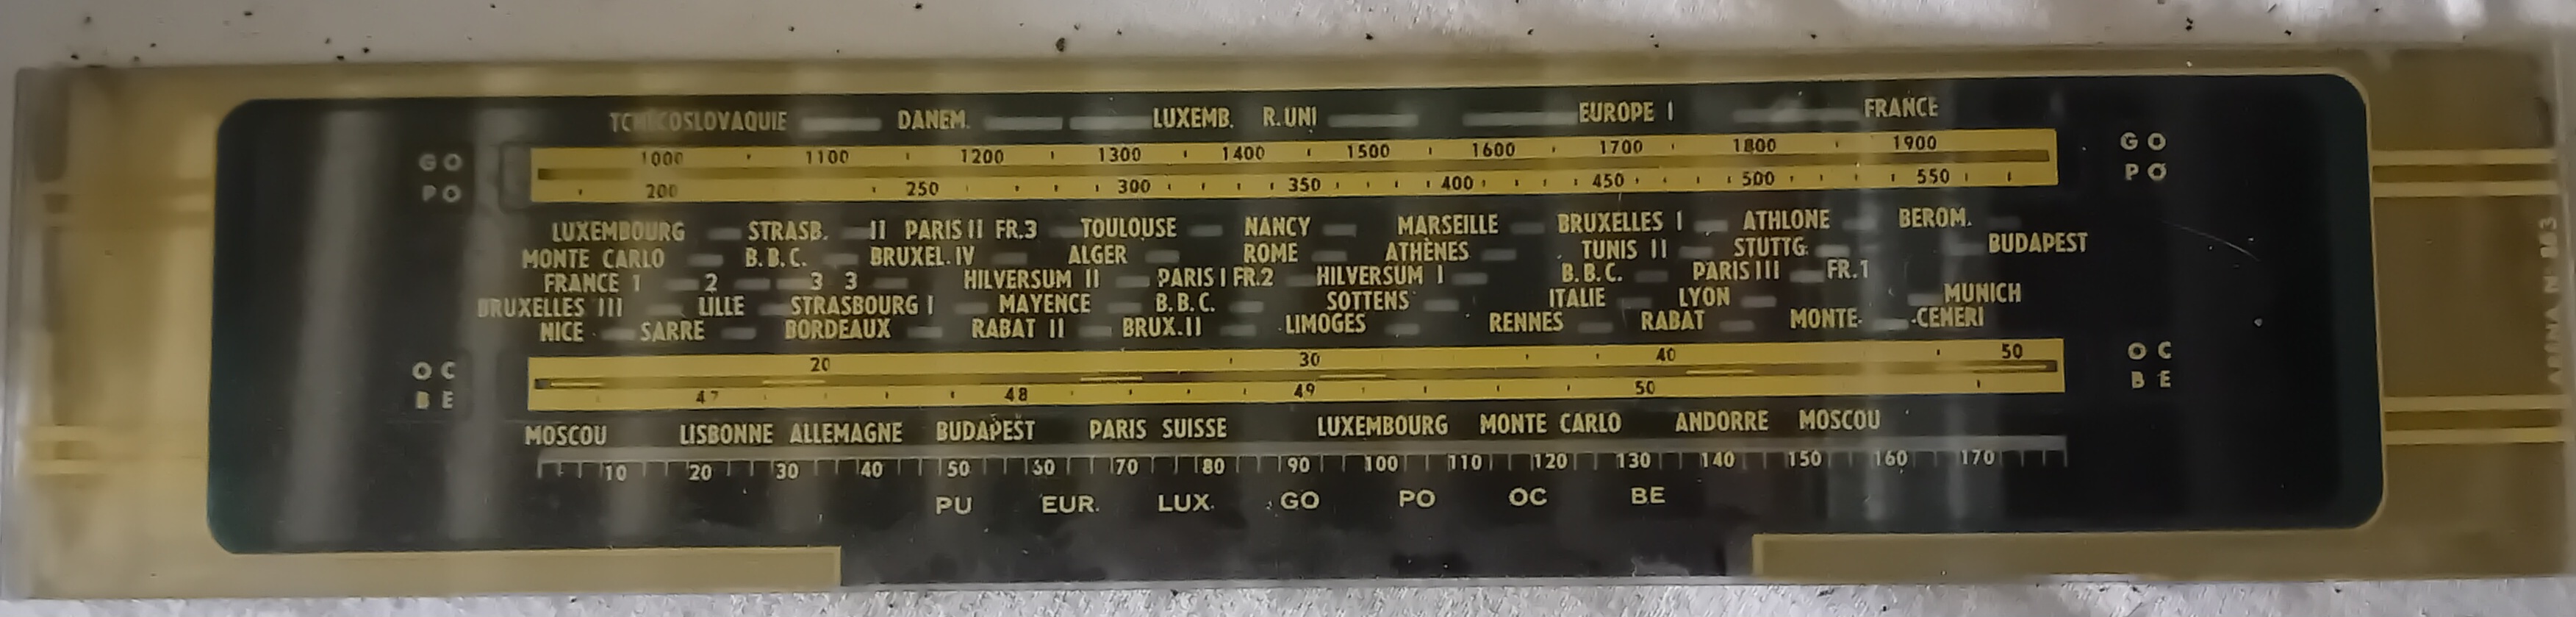 TCHECOSLOVAQUIE DANEM. LUXEMB. R.UNI EUROPE I FRANCE
GO 1000 1100 1200 1300 1400 1500 1600 1700 1800 1900 GO
PO 200 250 300 350 400 450 500 550 PO
LUXEMBOURG STRASB. II PARIS II FR.3 TOULOUSE NANCY MARSEILLE BRUXELLES I ATHLONE BEROM.
MONTE CARLO B.B.C. BRUXEL.IV ALGER ROME ATHÈNES TUNIS II STUTTG. BUDAPEST
FRANCE 1 2 3 3 HILVERSUM II PARIS I FR.2 HILVERSUM I B.B.C. PARIS III FR.1
BRUXELLES III LILLE STRASBOURG I MAYENCE B.B.C. SOTTENS ITALIE LYON MUNICH
NICE SARRE BORDEAUX RABAT II BRUX.II LIMOGES RENNES RABAT MONTE- -CENERI
OC 20 30 40 50 OC
BE 47 48 49 50 BE
MOSCOU LISBONNE ALLEMAGNE BUDAPEST PARIS SUISSE LUXEMBOURG MONTE CARLO ANDORRE MOSCOU
10 20 30 40 50 60 70 80 90 100 110 120 130 140 150 160 170
PU EUR. LUX. GO PO OC BE